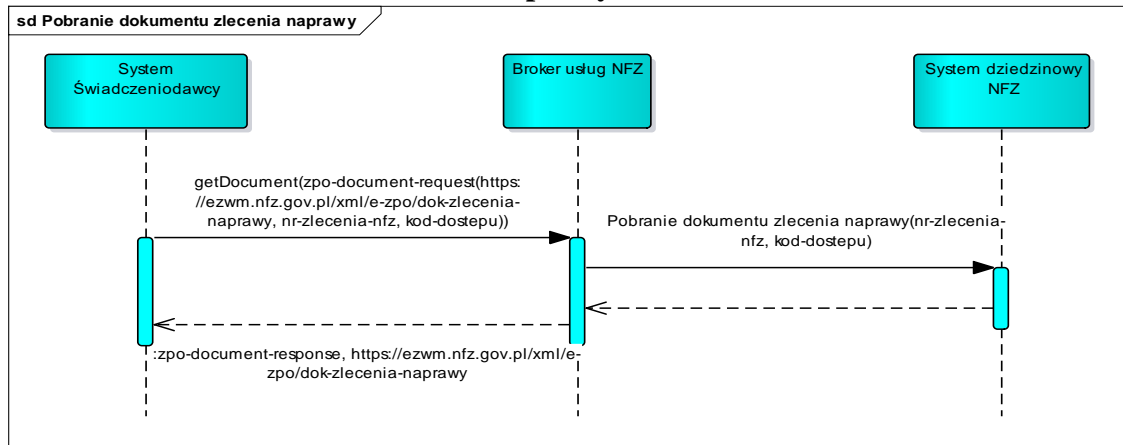 sd Pobranie dokumentu zlecenia naprawy
System
Świadczeniodawcy
Broker usług NFZ
System dziedzinowy
NFZ
getDocument(zpo-document-request(https:
//ezwm.nfz.gov.pl/xml/e-zpo/dok-zlecenia-
naprawy, nr-zlecenia-nfz, kod-dostepu))
Pobranie dokumentu zlecenia naprawy(nr-zlecenia-
nfz, kod-dostepu)
:zpo-document-response, https://ezwm.nfz.gov.pl/xml/e-
zpo/dok-zlecenia-naprawy